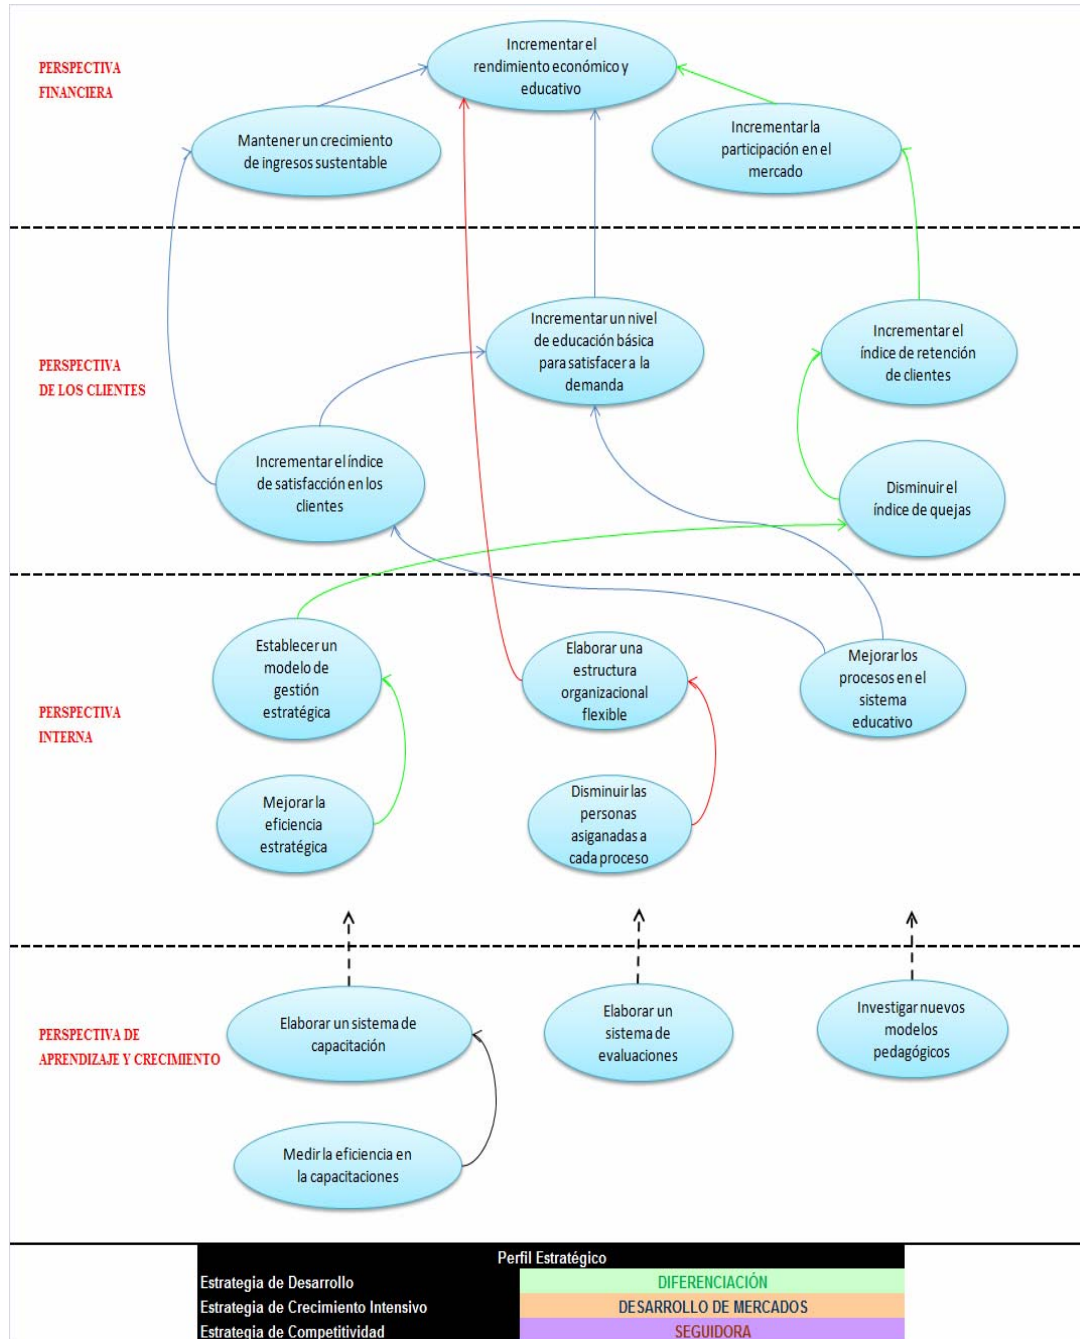 PERSPECTIVA
FINANCIERA
Incrementar el
rendimiento económico y
educativo
Mantener un crecimiento
de ingresos sustentable
Incrementar la
participación en el
mercado
PERSPECTIVA
DE LOS CLIENTES
Incrementar un nivel
de educación básica
para satisfacer a la
demanda
Incrementar el
índice de retención
de clientes
Incrementar el índice
de satisfacción en los
clientes
Disminuir el
índice de quejas
PERSPECTIVA
INTERNA
Establecer un
modelo de
gestión
estratégica
Elaborar una
estructura
organizacional
flexible
Mejorar los
procesos en el
sistema
educativo
Mejorar la
eficiencia
estratégica
Disminuir las
personas
asiganadas a
cada proceso
PERSPECTIVA DE
APRENDIZAJE Y CRECIMIENTO
Elaborar un sistema de
capacitación
Elaborar un
sistema de
evaluaciones
Investigar nuevos
modelos
pedagógicos
Medir la eficiencia en
la capacitaciones
Perfil Estratégico
Estrategia de Desarrollo DIFERENCIACIÓN
Estrategia de Crecimiento Intensivo DESARROLLO DE MERCADOS
Estrategia de Competitividad SEGUIDORA